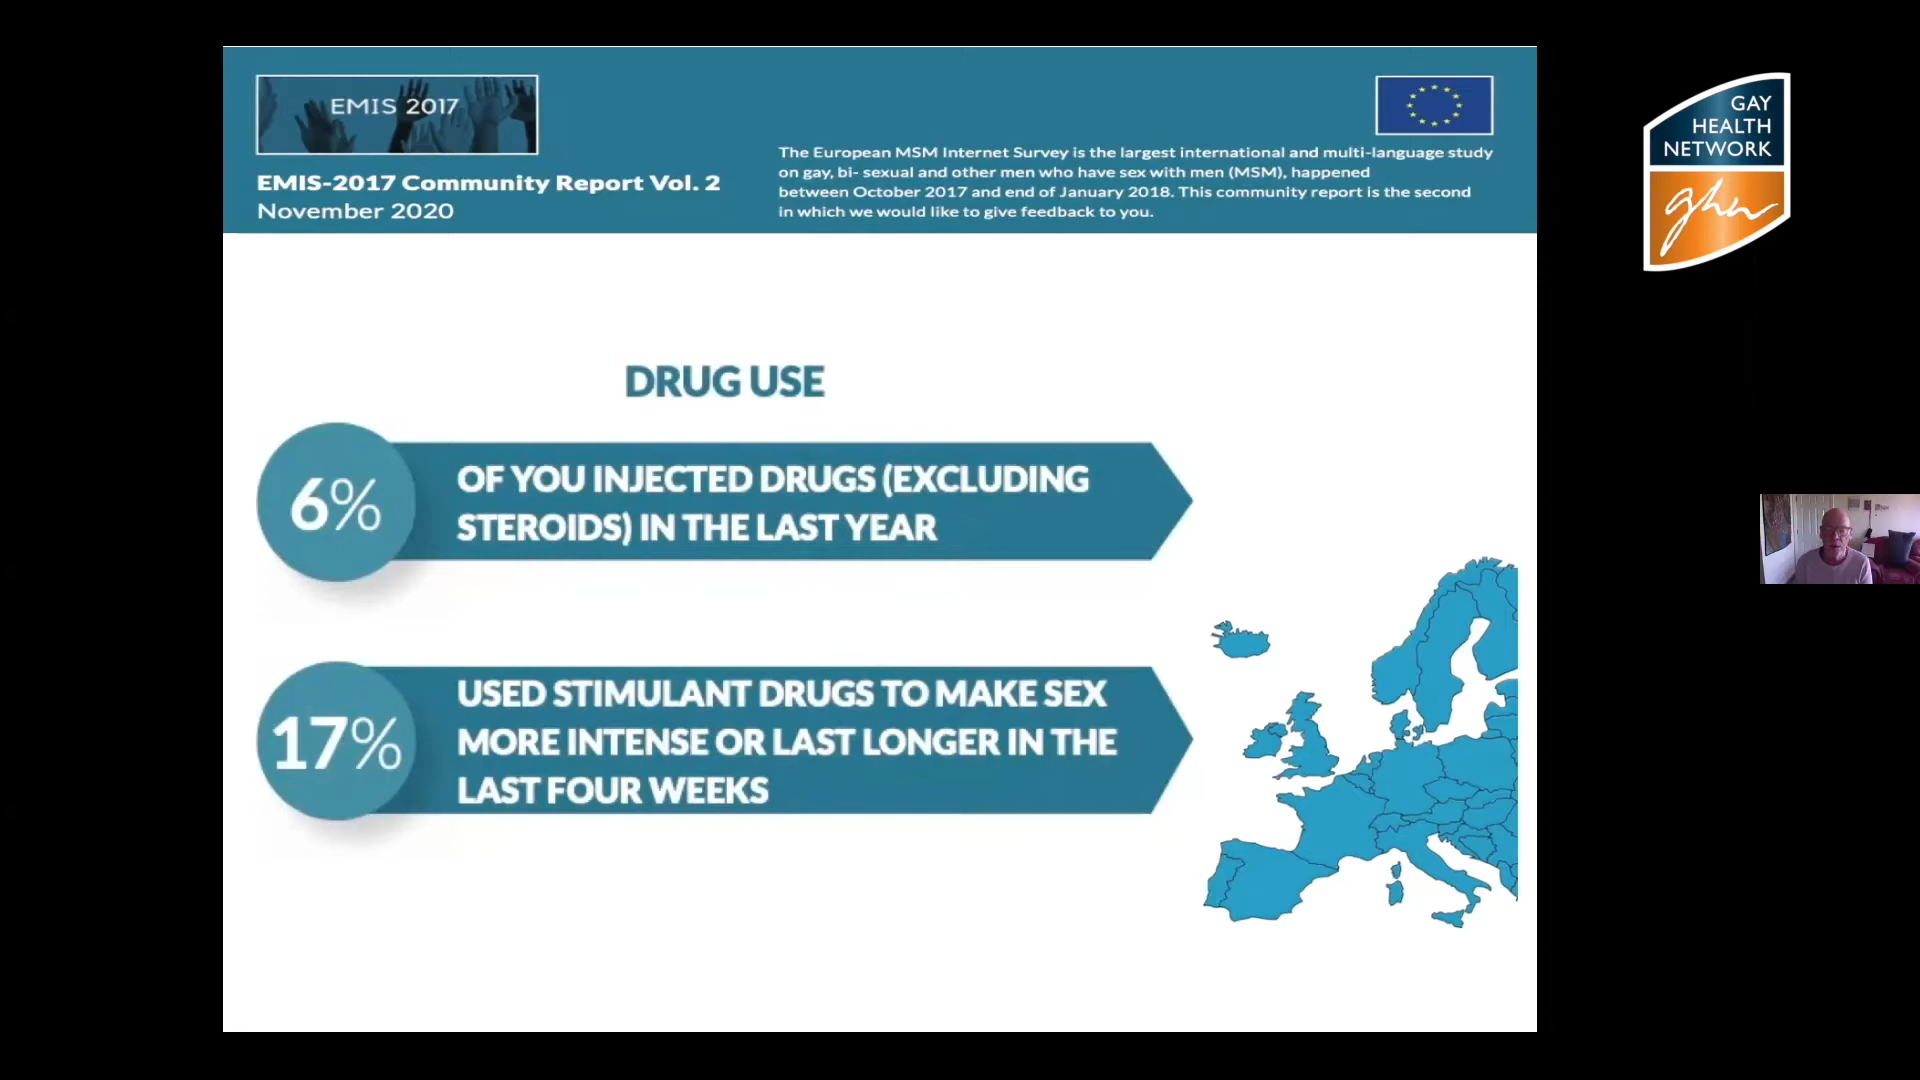 EMIS 2017
EMIS-2017 Community Report Vol. 2
November 2020
The European MSM Internet Survey is the largest international and multi-language study
on gay, bi- sexual and other men who have sex with men (MSM), happened
between October 2017 and end of January 2018. This community report is the second
in which we would like to give feedback to you.
GAY
HEALTH
NETWORK
ghn
DRUG USE
6%
OF YOU INJECTED DRUGS (EXCLUDING
STEROIDS) IN THE LAST YEAR
17%
USED STIMULANT DRUGS TO MAKE SEX
MORE INTENSE OR LAST LONGER IN THE
LAST FOUR WEEKS